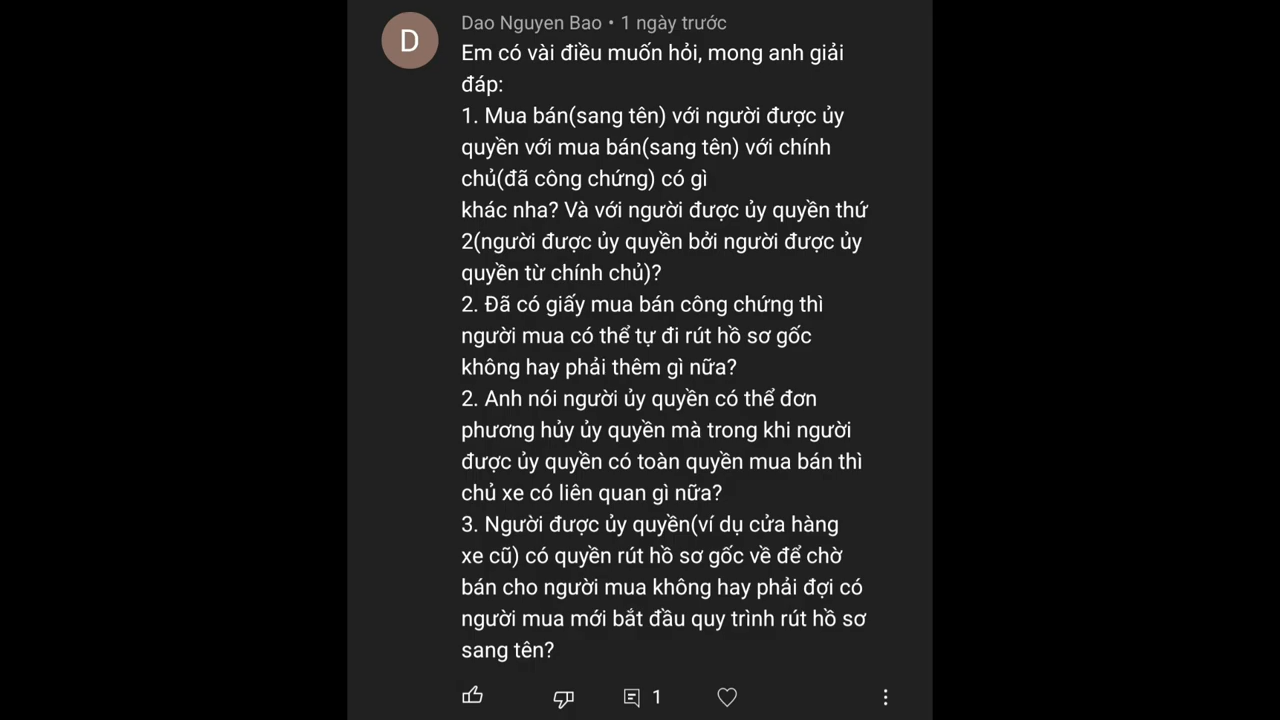 D
Dao Nguyen Bao • 1 ngày trước
Em có vài điều muốn hỏi, mong anh giải
đáp:
1. Mua bán(sang tên) với người được ủy
quyền với mua bán(sang tên) với chính
chủ(đã công chứng) có gì
khác nha? Và với người được ủy quyền thứ
2(người được ủy quyền bởi người được ủy
quyền từ chính chủ)?
2. Đã có giấy mua bán công chứng thì
người mua có thể tự đi rút hồ sơ gốc
không hay phải thêm gì nữa?
2. Anh nói người ủy quyền có thể đơn
phương hủy ủy quyền mà trong khi người
được ủy quyền có toàn quyền mua bán thì
chủ xe có liên quan gì nữa?
3. Người được ủy quyền(ví dụ cửa hàng
xe cũ) có quyền rút hồ sơ gốc về để chờ
bán cho người mua không hay phải đợi có
người mua mới bắt đầu quy trình rút hồ sơ
sang tên?
1